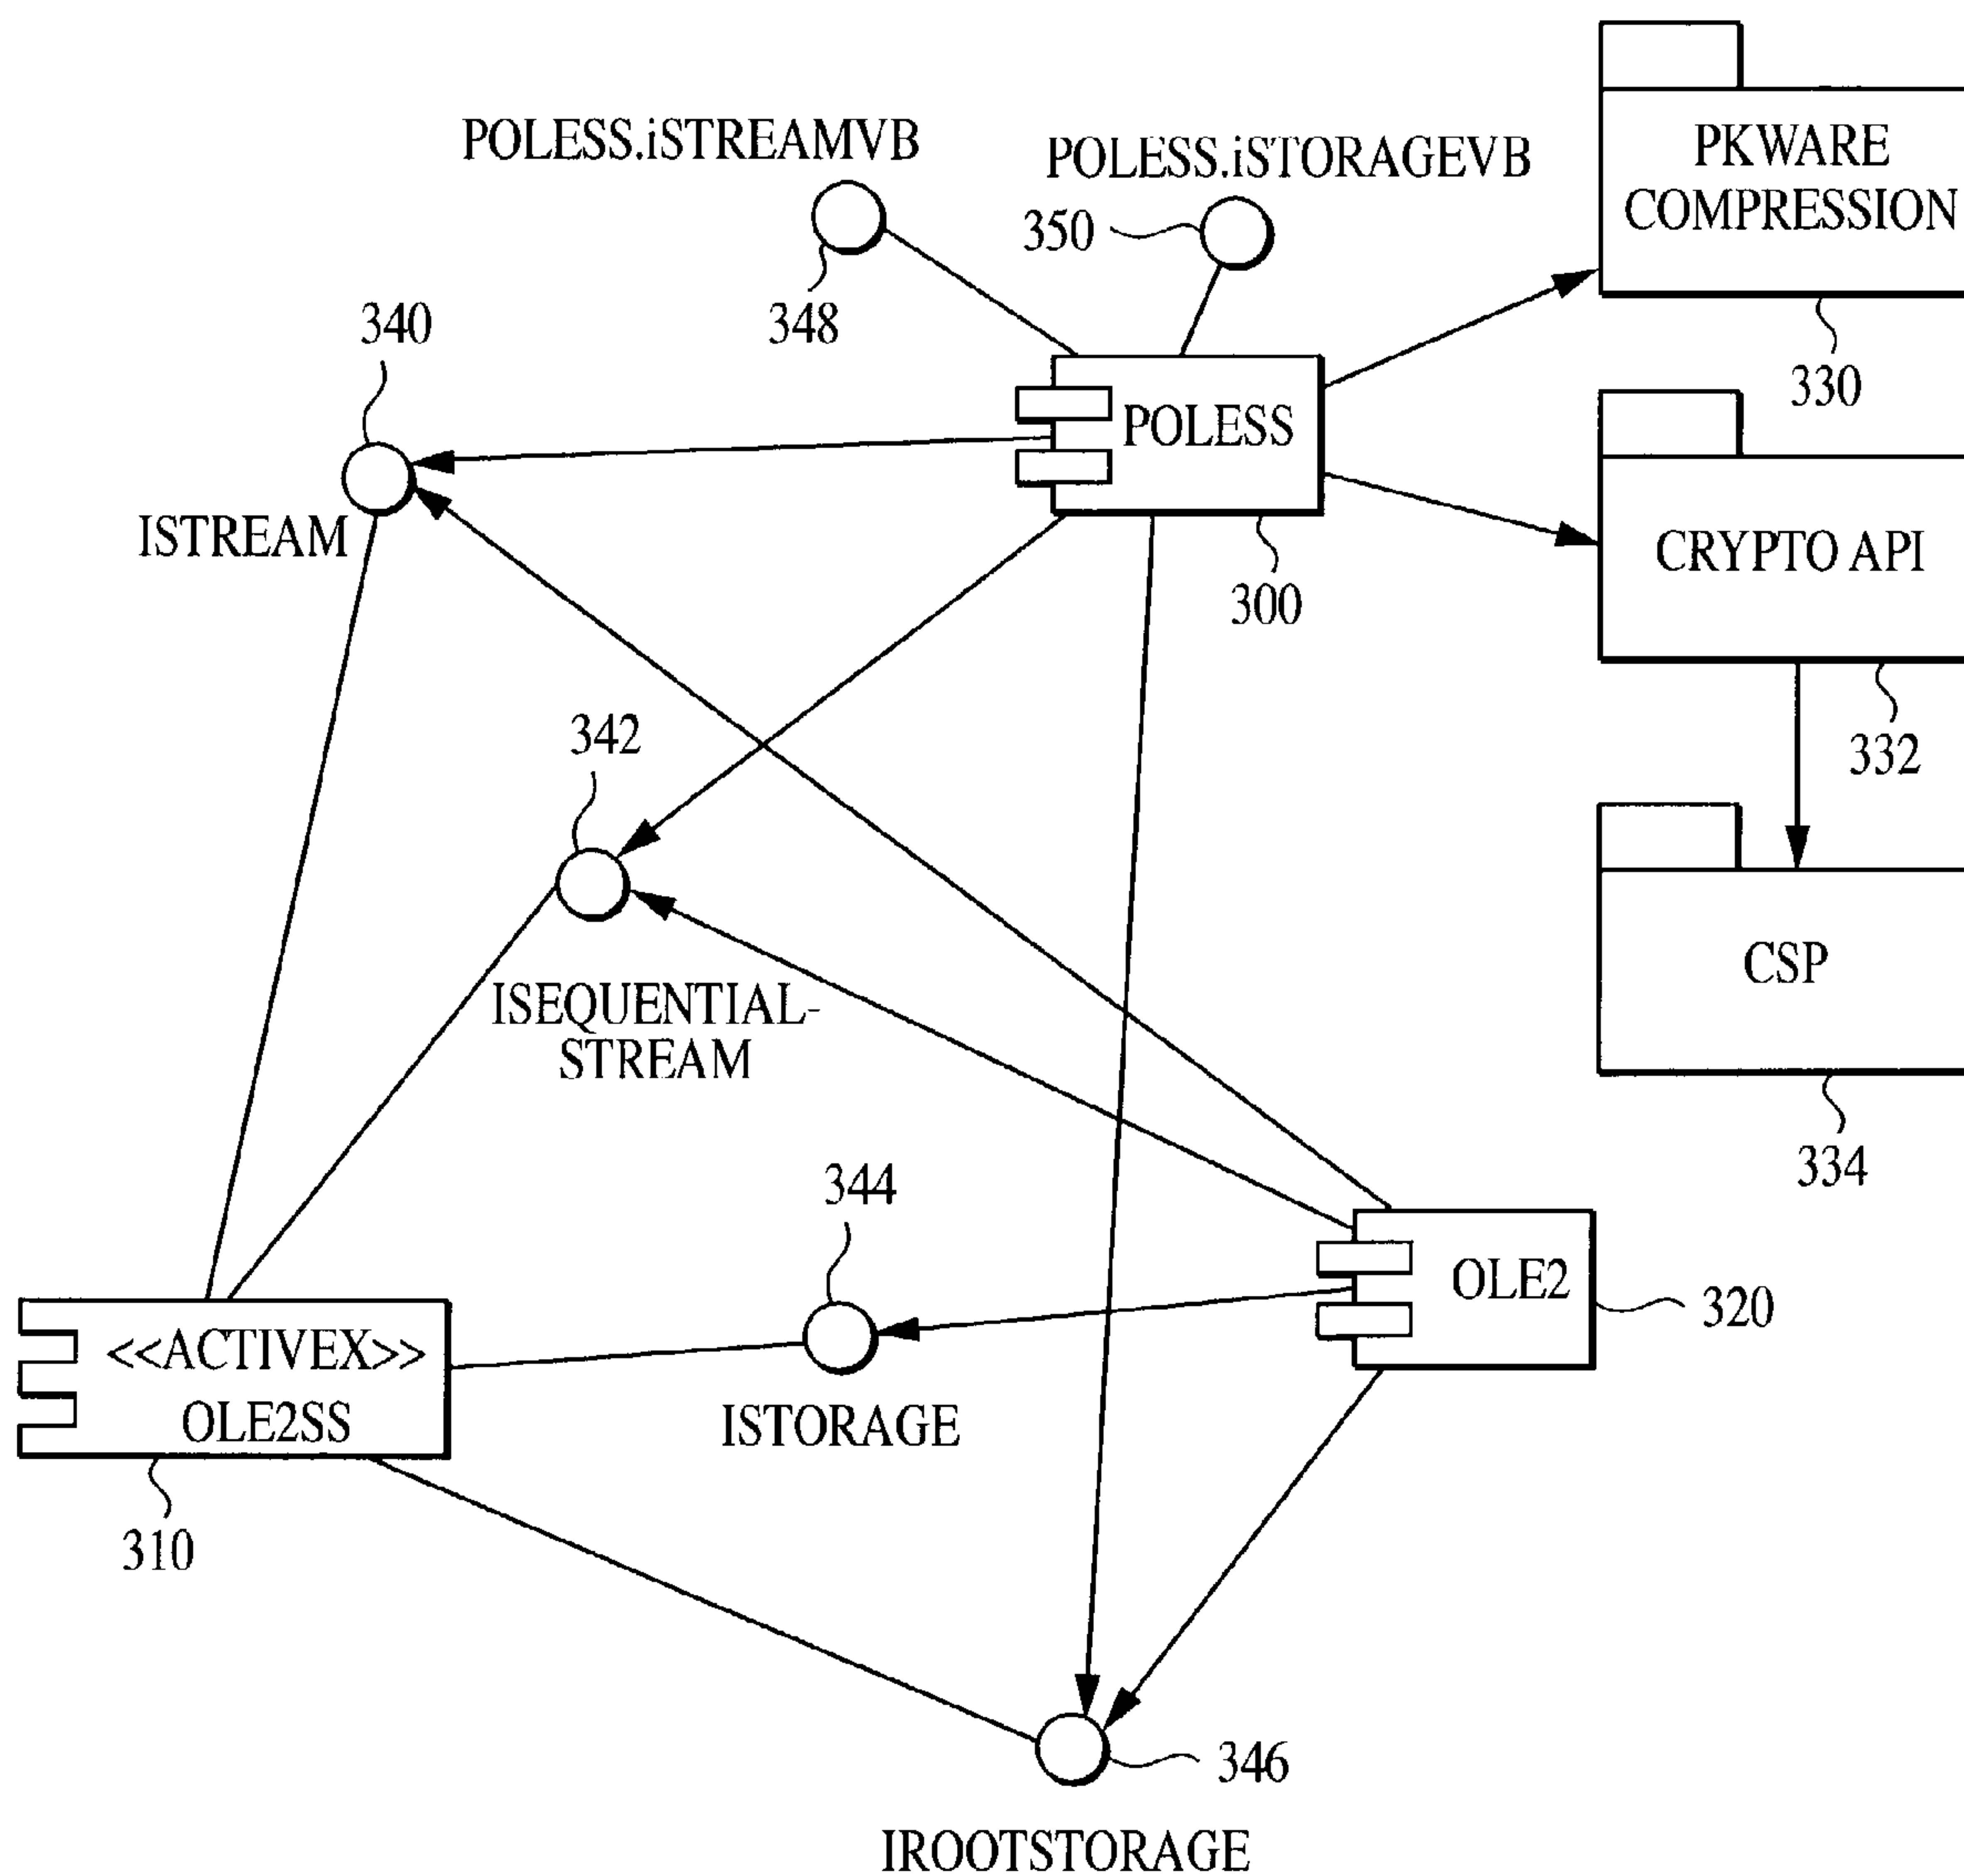 POLESS.iSTREAMVB
POLESS.iSTORAGEVB
PKWARE
COMPRESSION
350
348
340
330
POLESS
ISTREAM
CRYPTO API
300
342
332
CSP
ISEQUENTIAL-
STREAM
334
344
OLE2
320
<<ACTIVEX>>
OLE2SS
ISTORAGE
310
346
IROOTSTORAGE